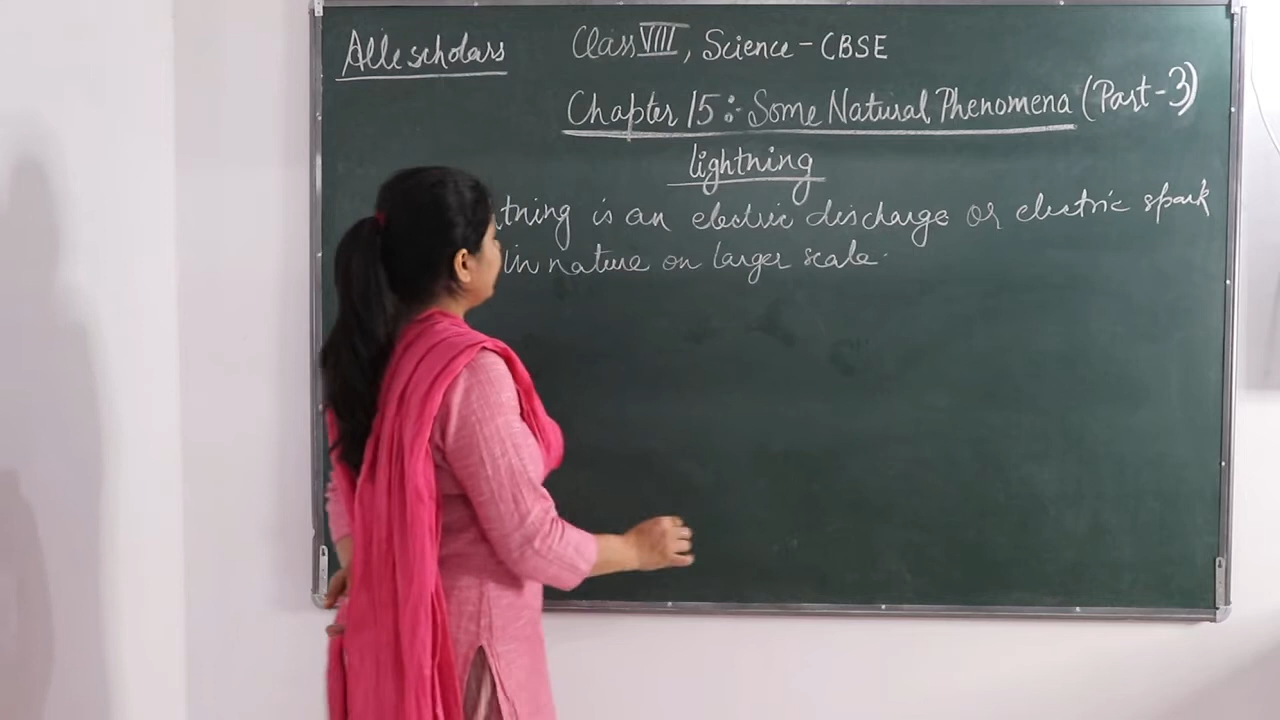 Alle scholars
Class VIII, Science - CBSE
Chapter 15:- Some Natural Phenomena (Part-3)
lightning
tning is an electric discharge or electric spark
in nature on larger scale.